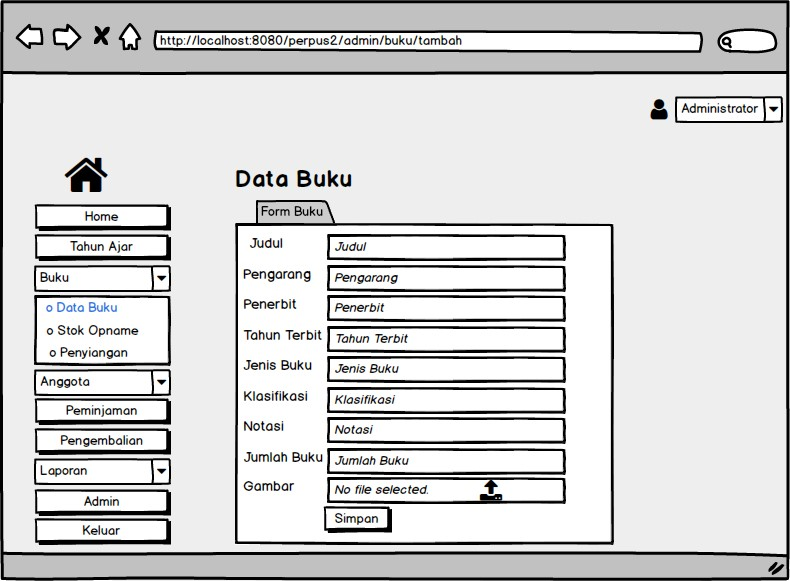 http://localhost:8080/perpus2/admin/buku/tambah
Administrator
Data Buku
Form Buku
Home
Tahun Ajar
Buku
o Data Buku
o Stok Opname
o Penyiangan
Anggota
Peminjaman
Pengembalian
Laporan
Admin
Keluar
Judul Judul
Pengarang Pengarang
Penerbit Penerbit
Tahun Terbit Tahun Terbit
Jenis Buku Jenis Buku
Klasifikasi Klasifikasi
Notasi Notasi
Jumlah Buku Jumlah Buku
Gambar No file selected.
Simpan